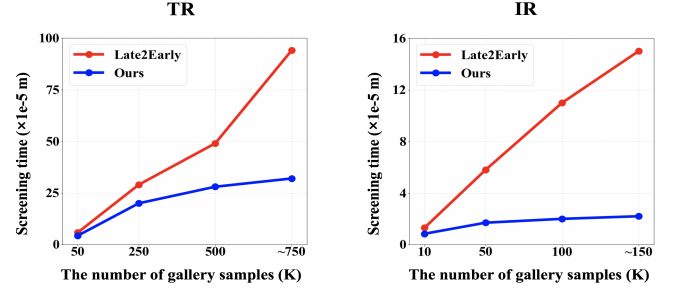 TR
Screening time (×1e-5 m)
100
75
50
25
0
Late2Early
Ours
50
250
500
~750
The number of gallery samples (K)
IR
Screening time (×1e-5 m)
16
12
8
4
0
Late2Early
Ours
10
50
100
~150
The number of gallery samples (K)